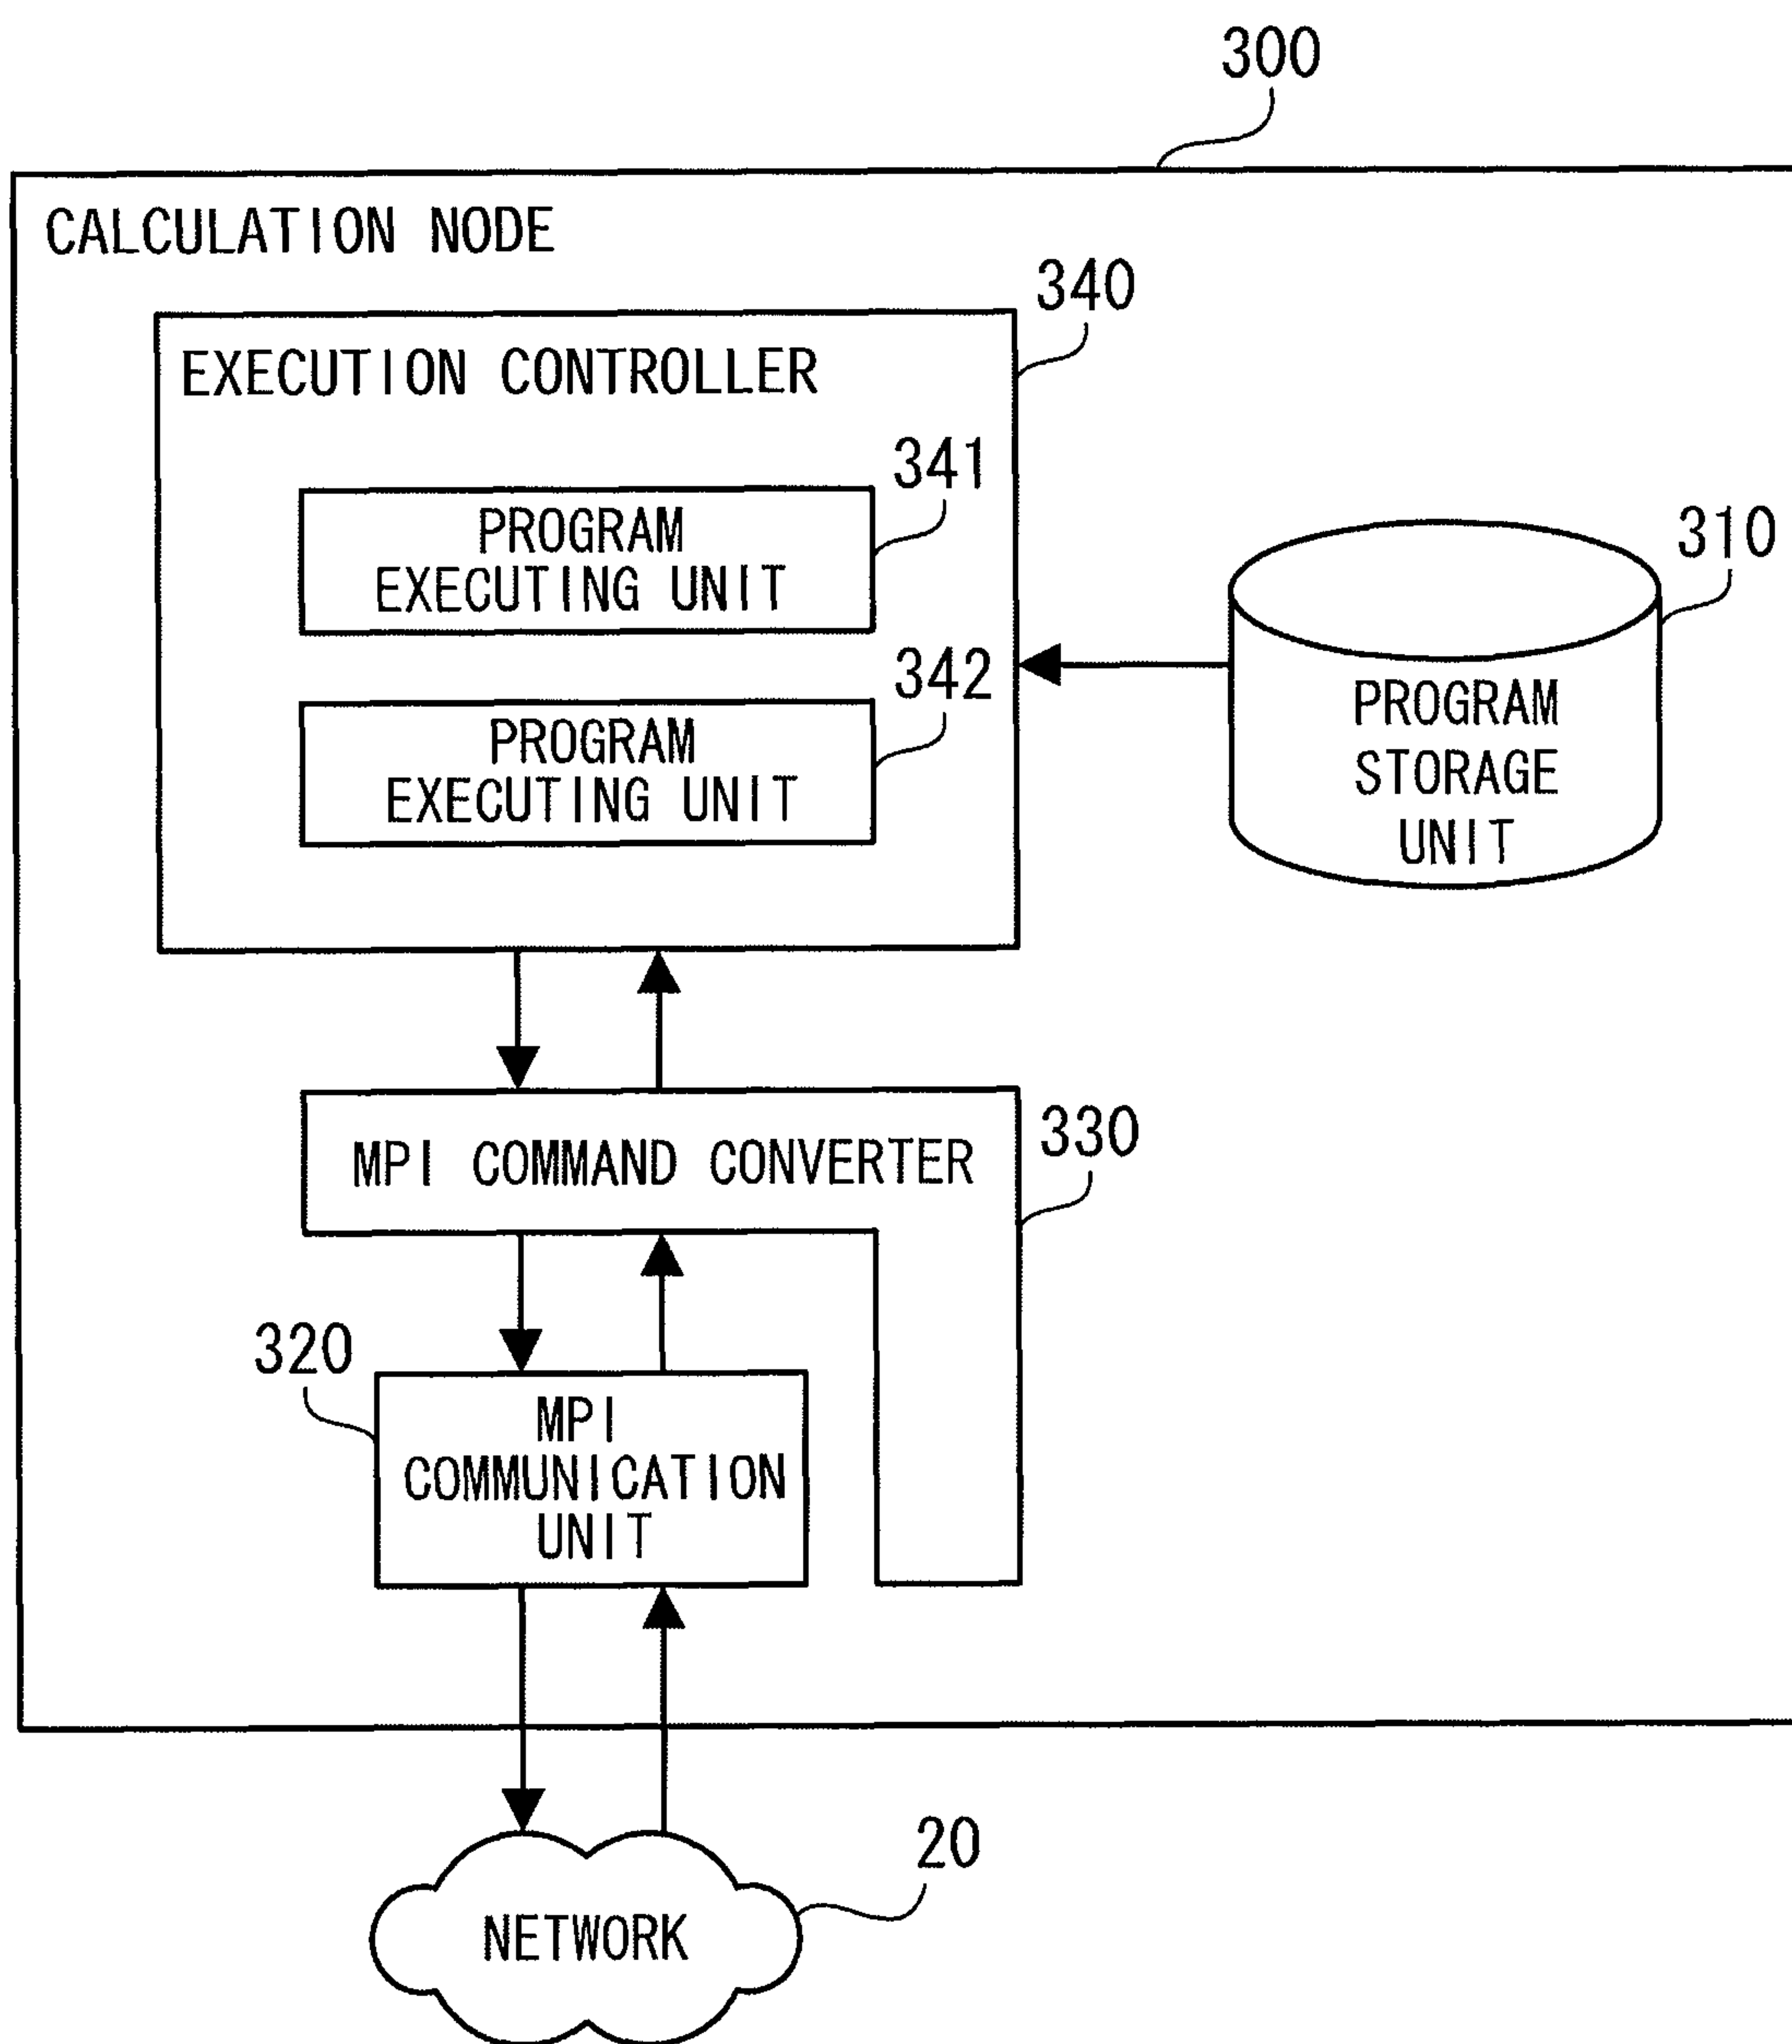 300
CALCULATION NODE
340
EXECUTION CONTROLLER
341
PROGRAM
EXECUTING UNIT
310
342
PROGRAM
EXECUTING UNIT
PROGRAM
STORAGE
UNIT
330
MPI COMMAND CONVERTER
320
MPI
COMMUNICATION
UNIT
20
NETWORK